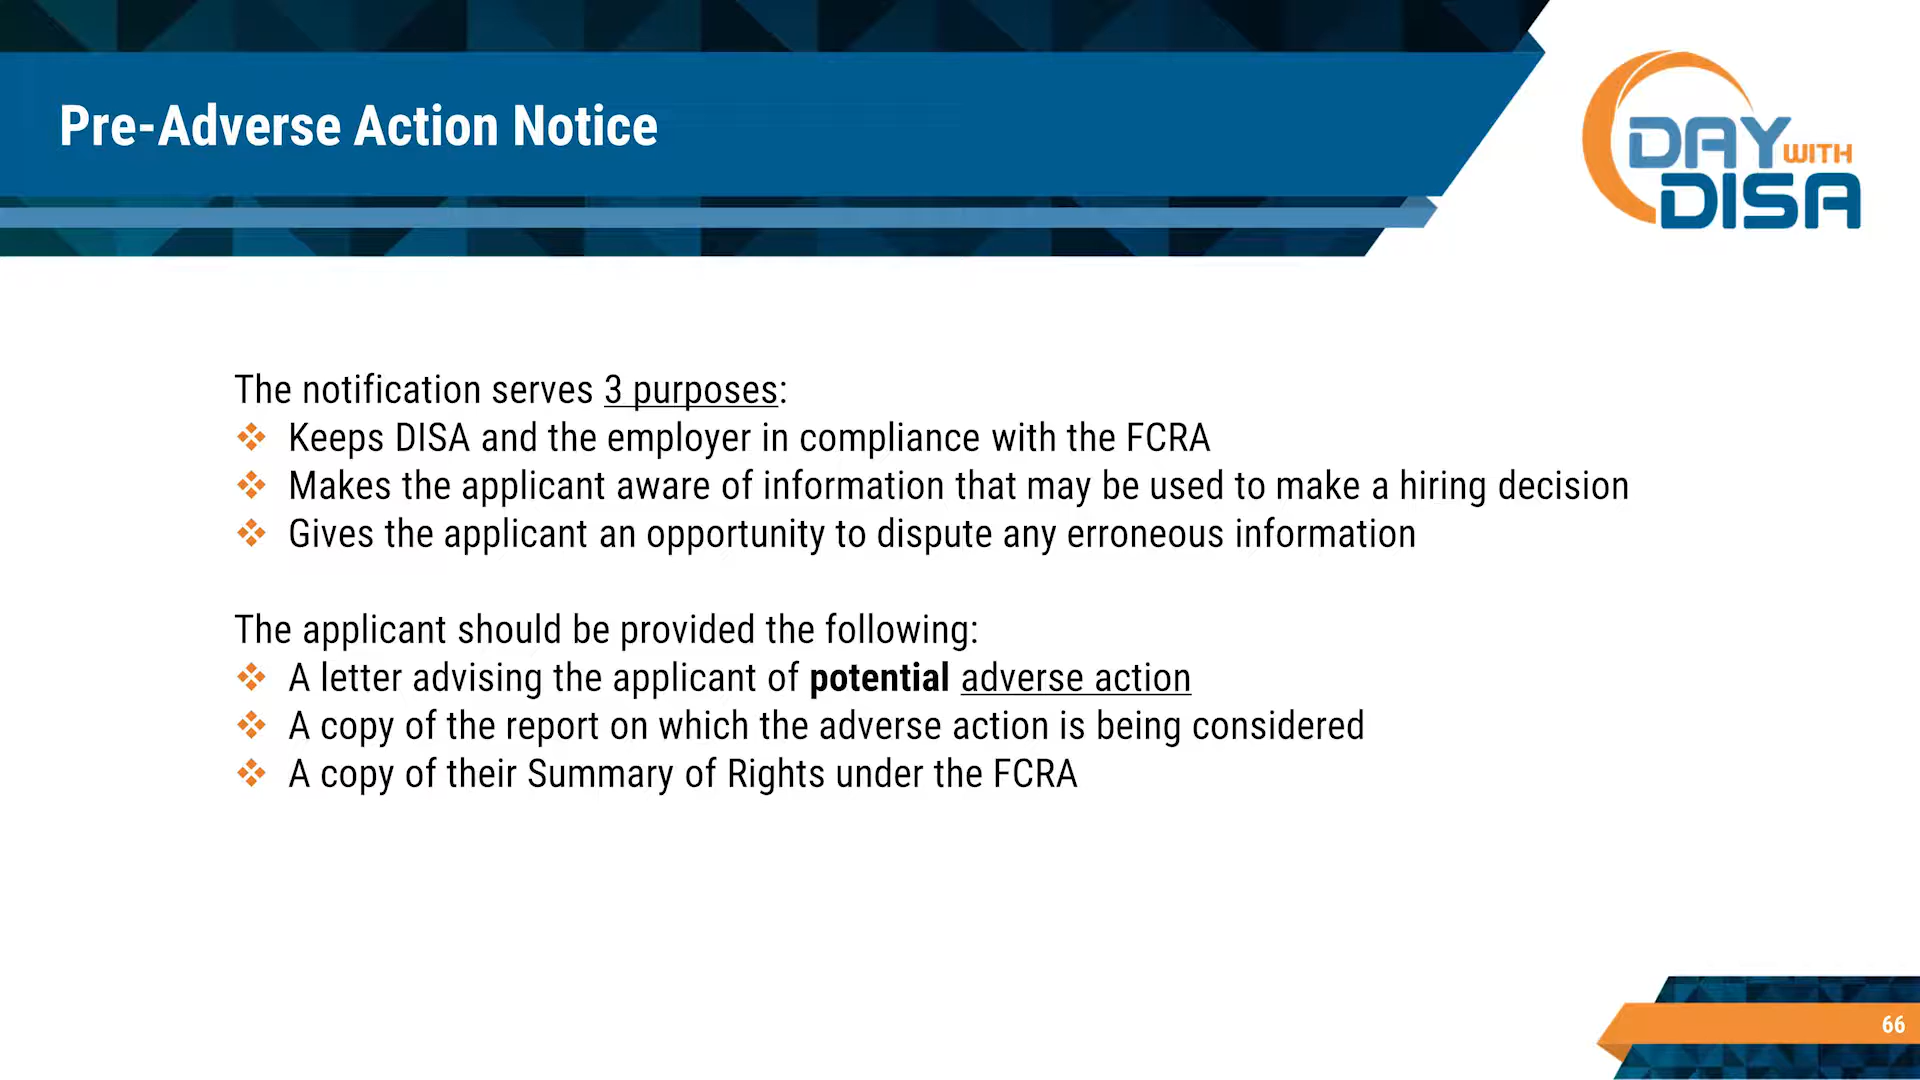 Pre-Adverse Action Notice
DAY WITH
DISA
The notification serves 3 purposes:
❖ Keeps DISA and the employer in compliance with the FCRA
❖ Makes the applicant aware of information that may be used to make a hiring decision
❖ Gives the applicant an opportunity to dispute any erroneous information
The applicant should be provided the following:
❖ A letter advising the applicant of potential adverse action
❖ A copy of the report on which the adverse action is being considered
❖ A copy of their Summary of Rights under the FCRA
66